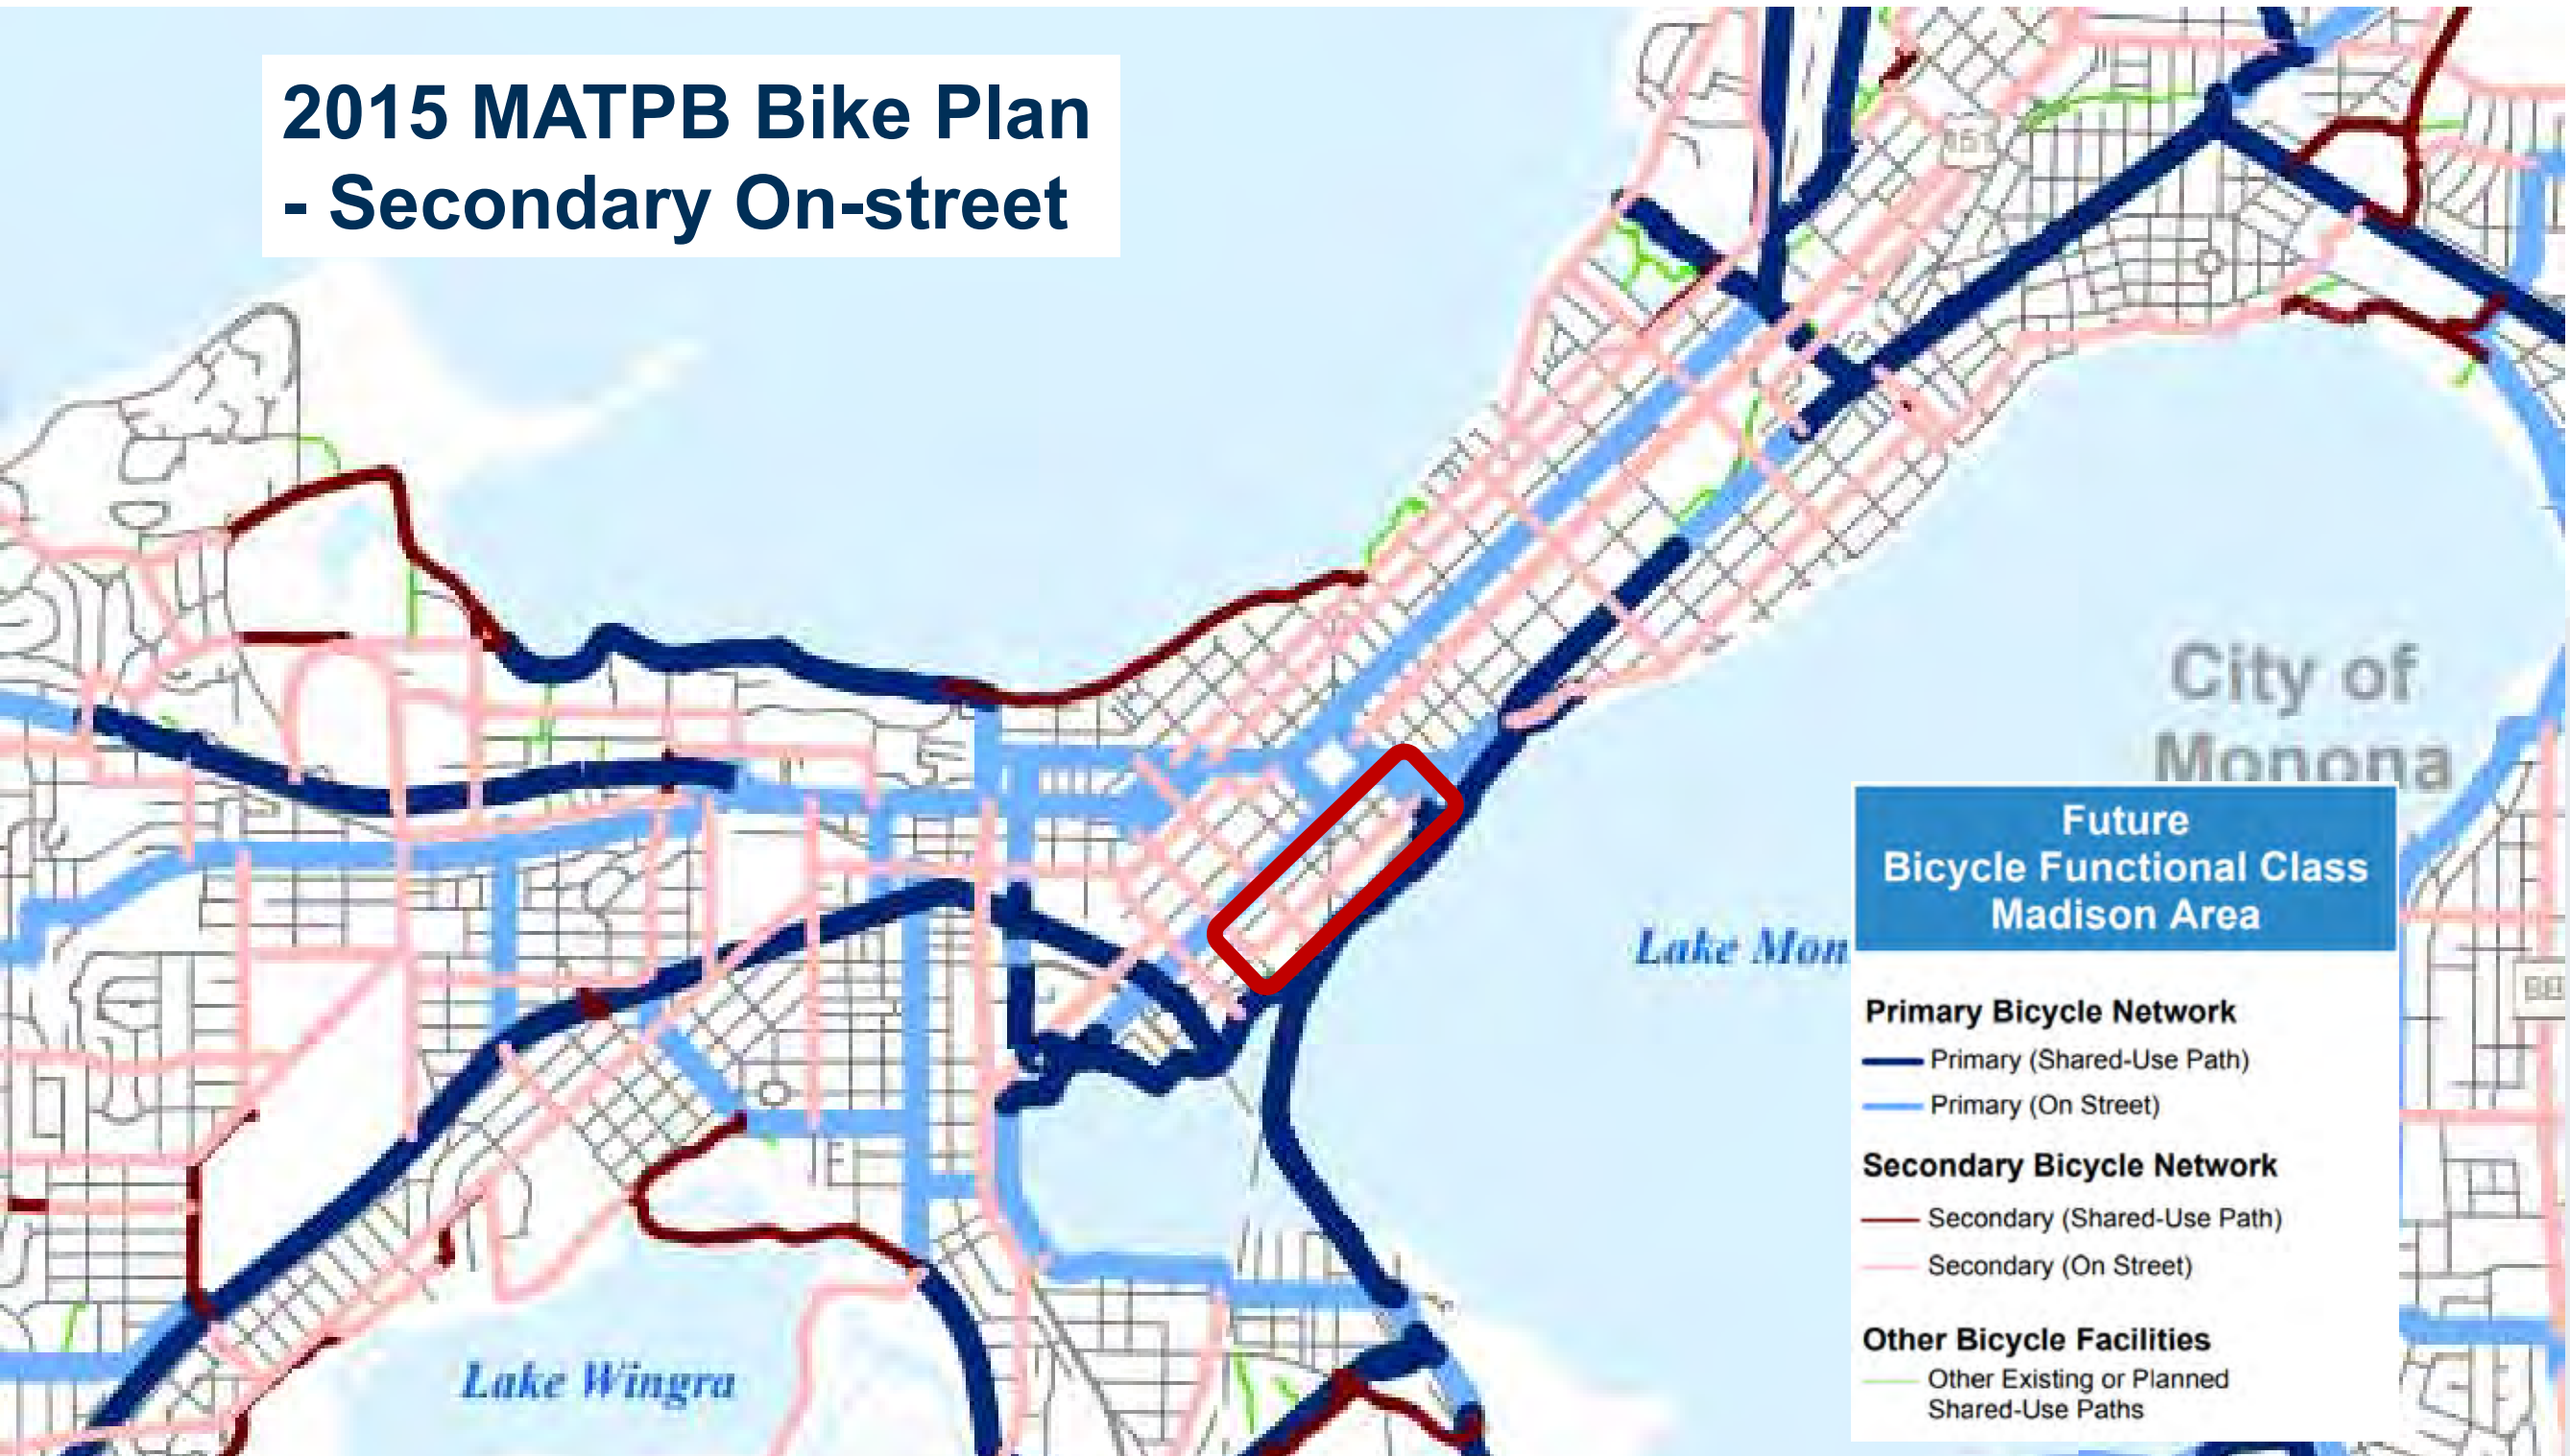 2015 MATPB Bike Plan
- Secondary On-street
151
City of
Monona
Lake Mon
Lake Wingra
Future
Bicycle Functional Class
Madison Area
Primary Bicycle Network
Primary (Shared-Use Path)
Primary (On Street)
Secondary Bicycle Network
Secondary (Shared-Use Path)
Secondary (On Street)
Other Bicycle Facilities
Other Existing or Planned
Shared-Use Paths